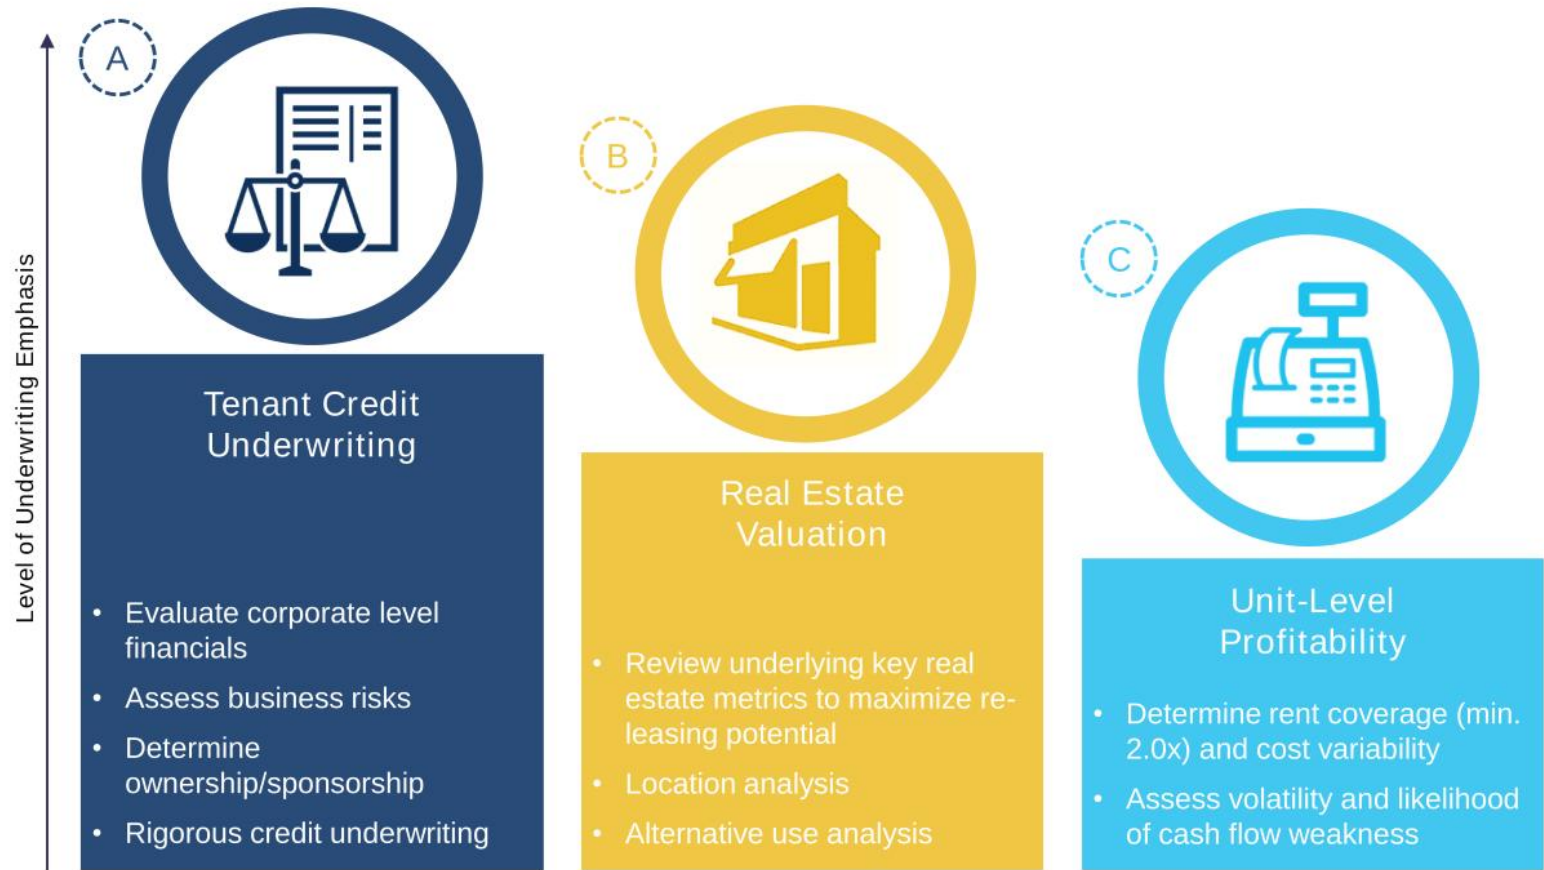 Level of Underwriting Emphasis
A
Tenant Credit
Underwriting
• Evaluate corporate level
financials
• Assess business risks
• Determine
ownership/sponsorship
• Rigorous credit underwriting
B
Real Estate
Valuation
• Review underlying key real
estate metrics to maximize re-
leasing potential
• Location analysis
• Alternative use analysis
C
Unit-Level
Profitability
• Determine rent coverage (min.
2.0x) and cost variability
• Assess volatility and likelihood
of cash flow weakness